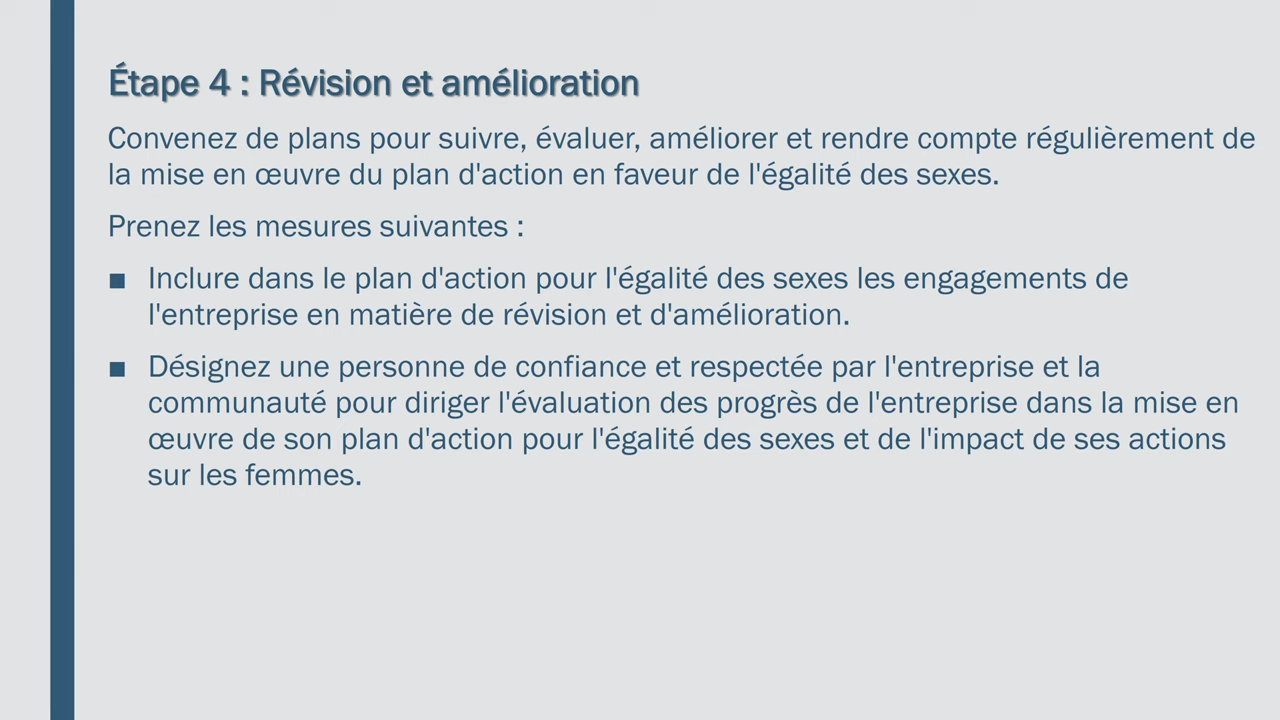 Étape 4 : Révision et amélioration
Convenez de plans pour suivre, évaluer, améliorer et rendre compte régulièrement de
la mise en œuvre du plan d'action en faveur de l'égalité des sexes.
Prenez les mesures suivantes :
■ Inclure dans le plan d'action pour l'égalité des sexes les engagements de
l'entreprise en matière de révision et d'amélioration.
■ Désignez une personne de confiance et respectée par l'entreprise et la
communauté pour diriger l'évaluation des progrès de l'entreprise dans la mise en
œuvre de son plan d'action pour l'égalité des sexes et de l'impact de ses actions
sur les femmes.